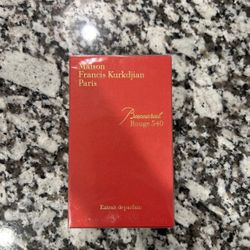 Maison
Francis Kurkdjian
Paris
Baccarat
Rouge 540
Extrait de parfum